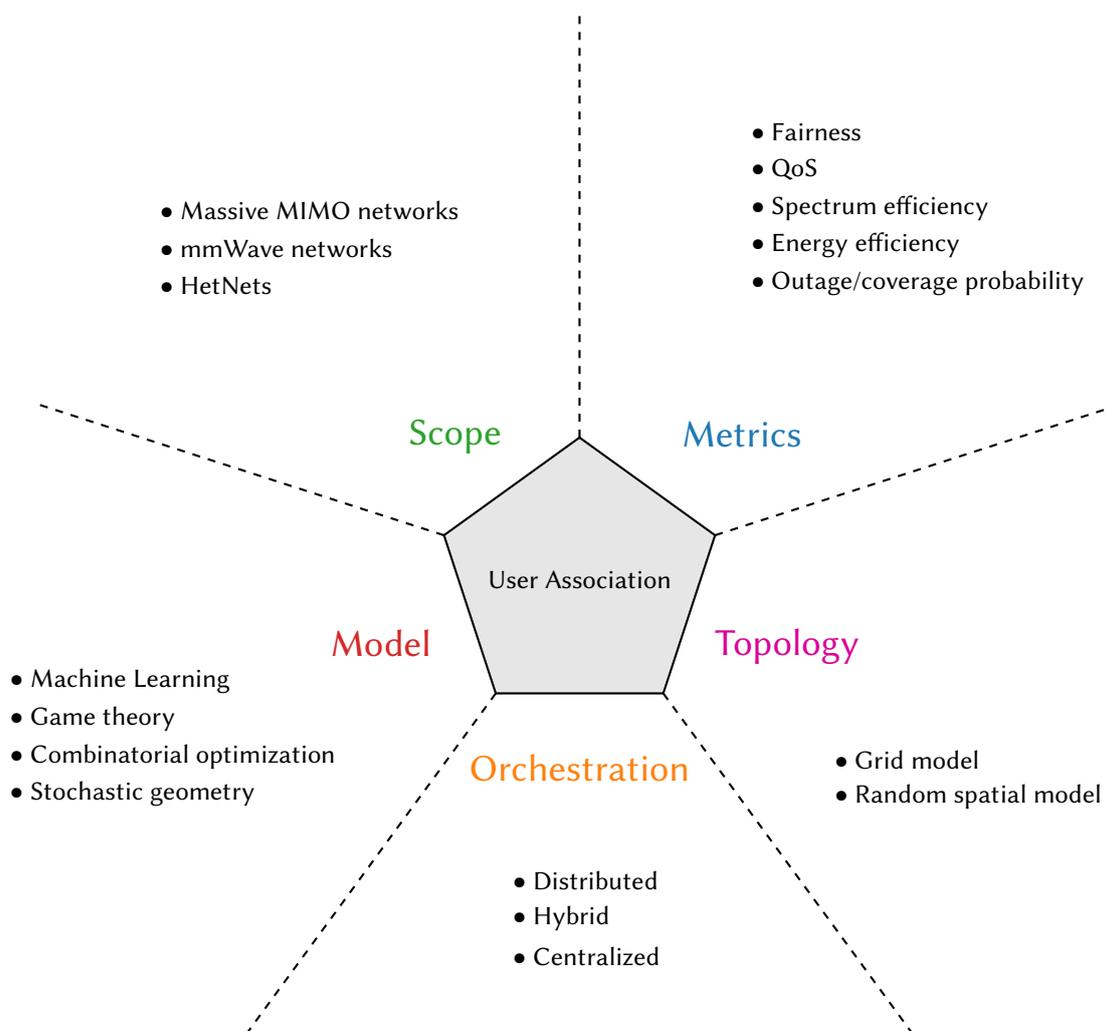 • Massive MIMO networks
• mmWave networks
• HetNets
Scope
• Fairness
• QoS
• Spectrum efficiency
• Energy efficiency
• Outage/coverage probability
Metrics
User Association
Model
• Machine Learning
• Game theory
• Combinatorial optimization
• Stochastic geometry
Topology
• Grid model
• Random spatial model
Orchestration
• Distributed
• Hybrid
• Centralized